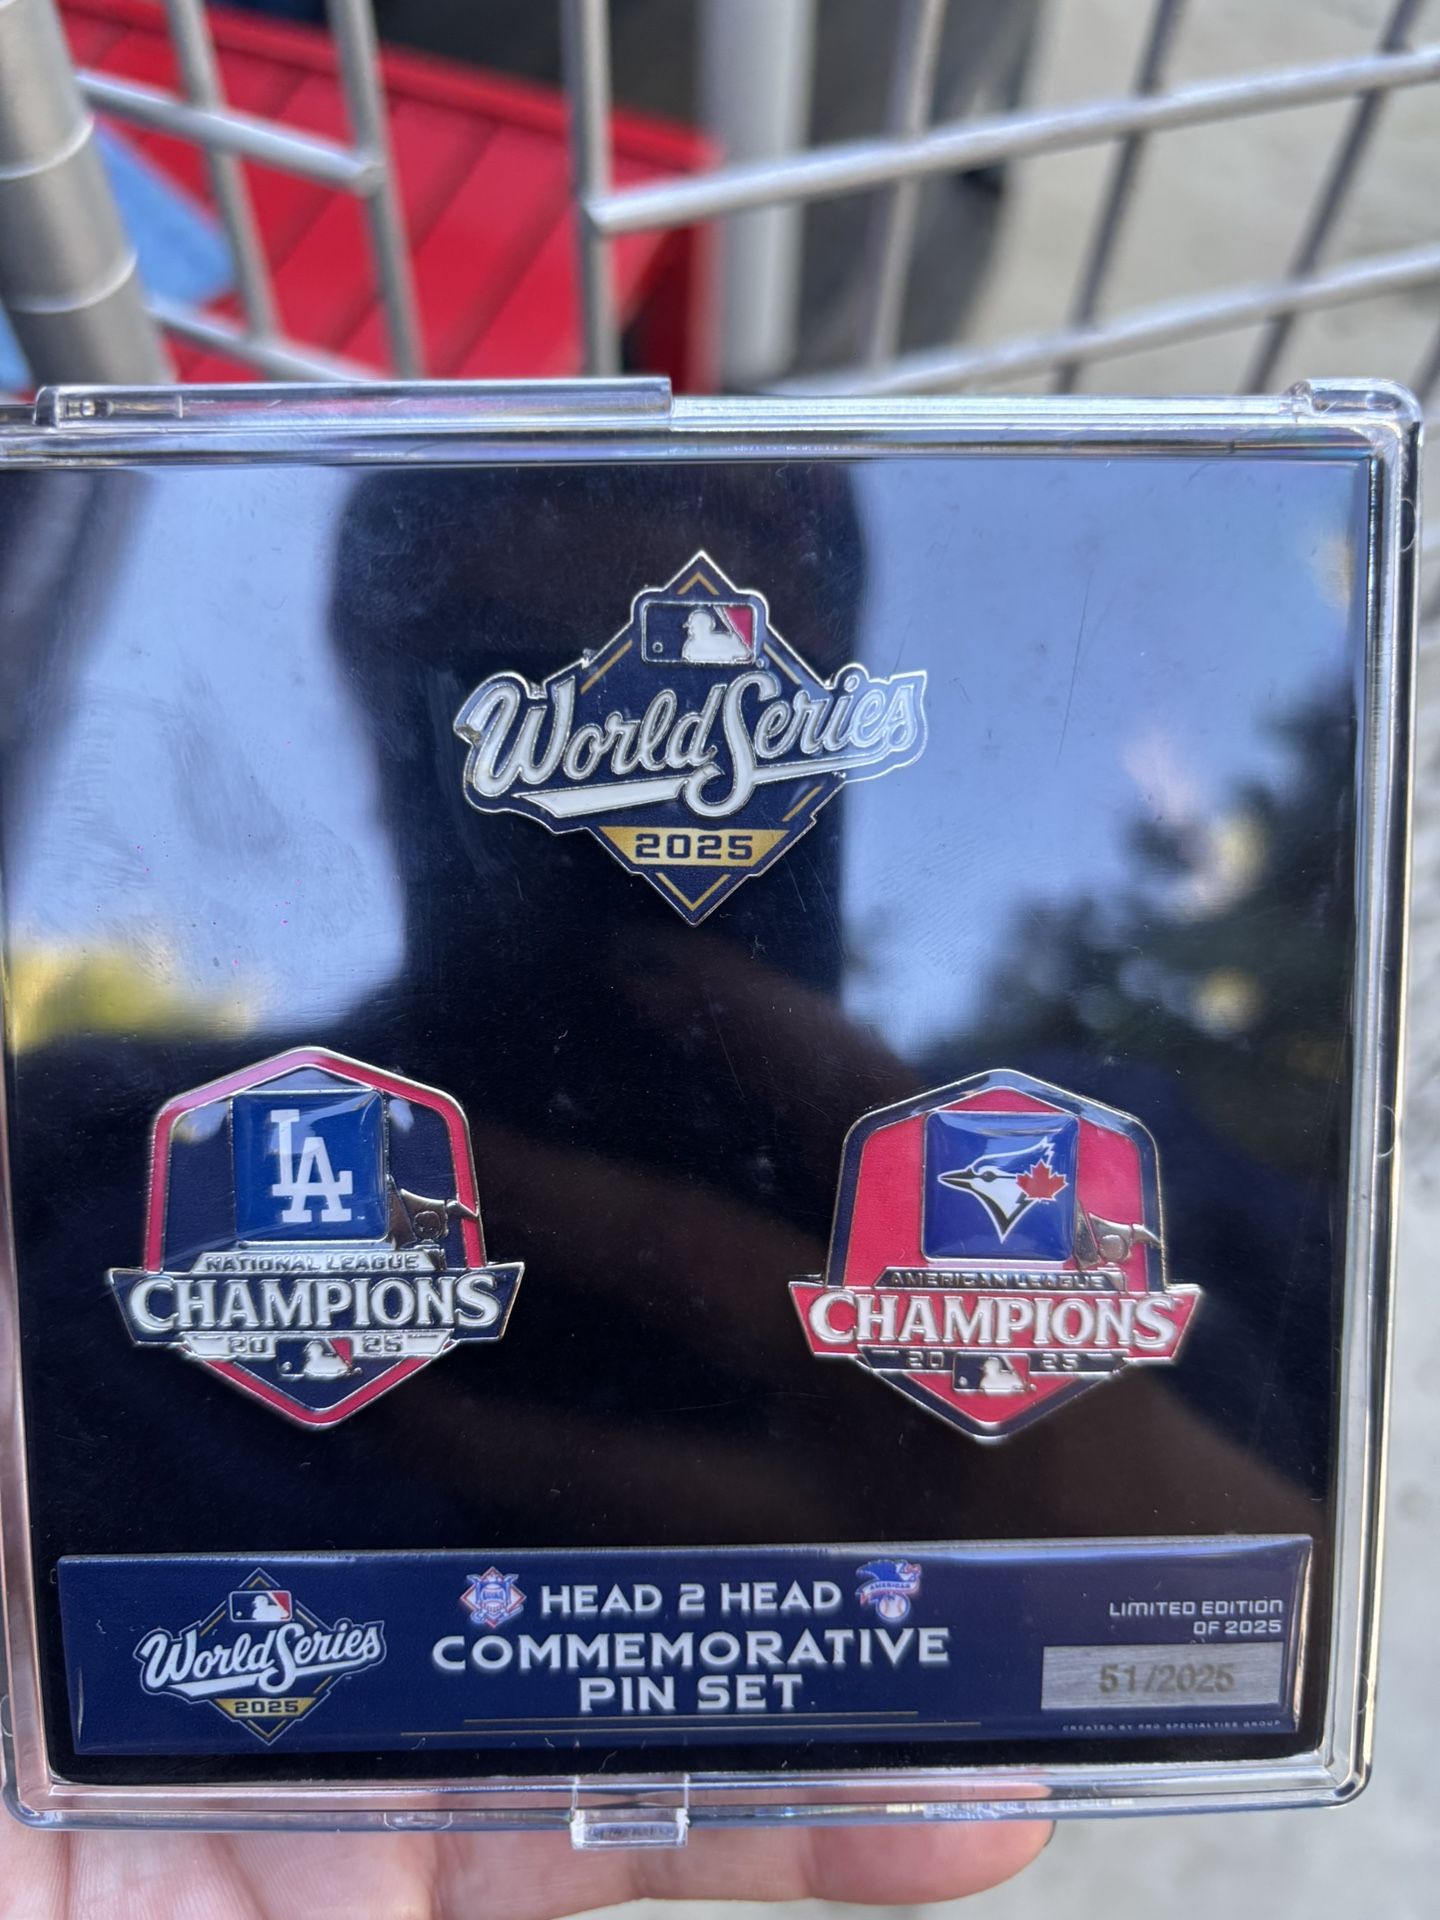 World Series
2025
LA
NATIONAL LEAGUE
CHAMPIONS
20 25
AMERICAN LEAGUE
CHAMPIONS
20 25
World Series
2025
HEAD 2 HEAD
AMERICAN
COMMEMORATIVE
PIN SET
LIMITED EDITION
OF 2025
51/2025
CREATED BY PRO SPECIALTIES GROUP